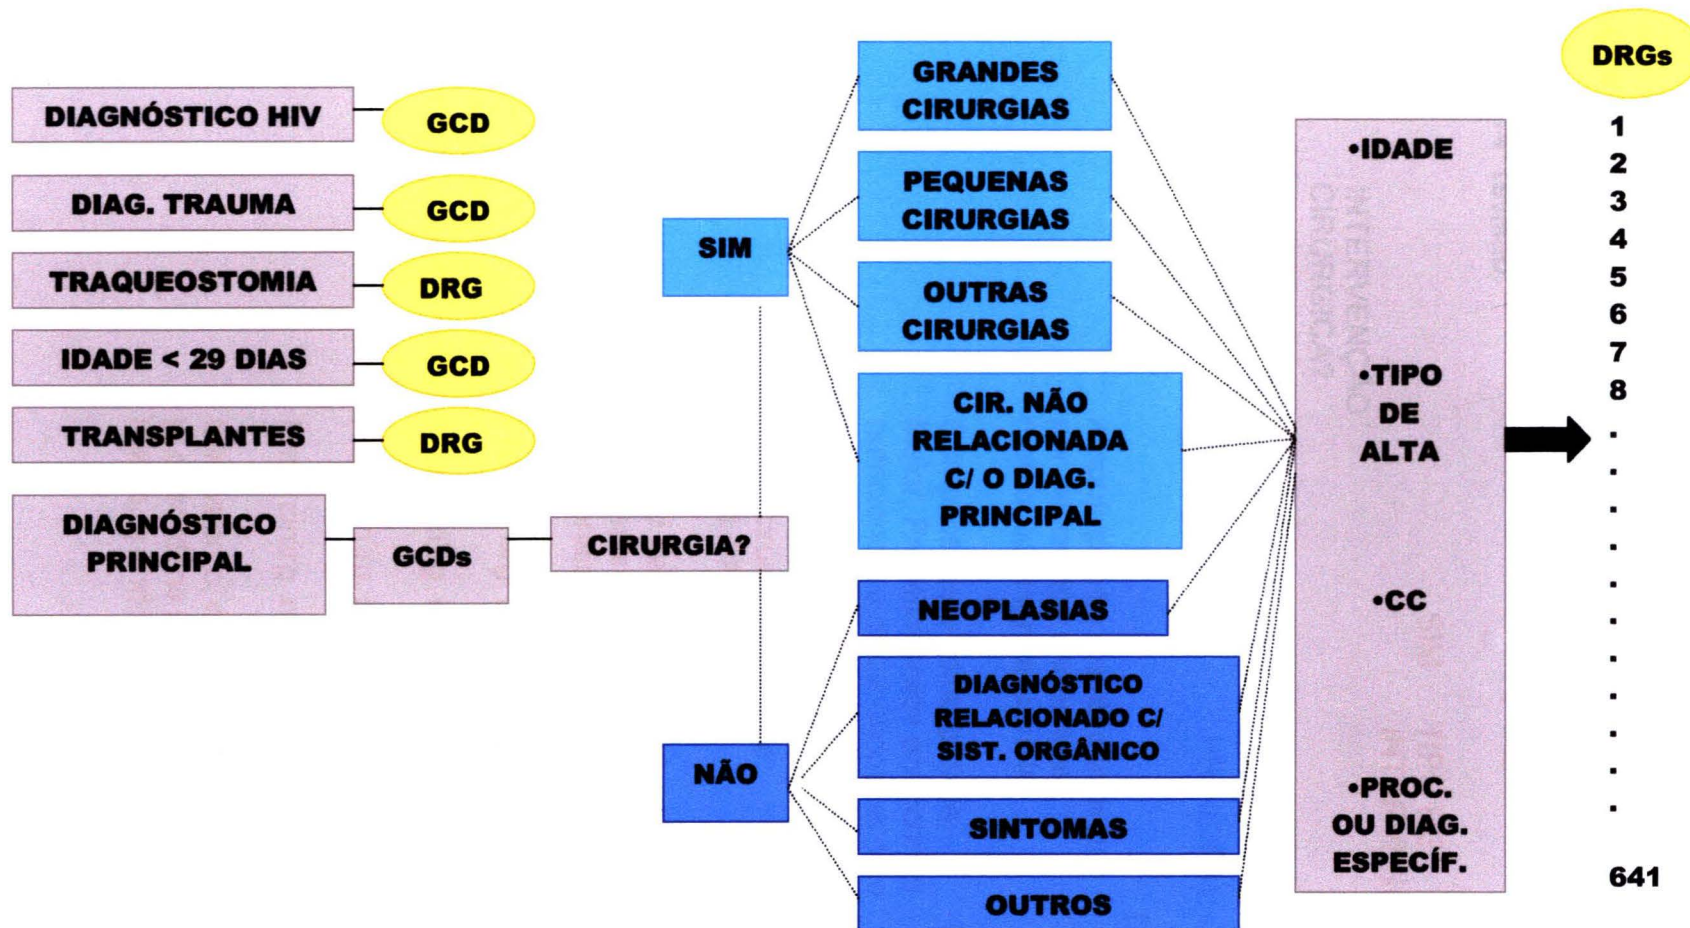 DIAGNÓSTICO HIV
GCD
DIAG. TRAUMA
GCD
TRAQUEOSTOMIA
DRG
IDADE < 29 DIAS
GCD
TRANSPLANTES
DRG
DIAGNÓSTICO
PRINCIPAL
GCDs
CIRURGIA?
SIM
NÃO
GRANDES
CIRURGIAS
PEQUENAS
CIRURGIAS
OUTRAS
CIRURGIAS
CIR. NÃO
RELACIONADA
C/ O DIAG.
PRINCIPAL
NEOPLASIAS
DIAGNÓSTICO
RELACIONADO C/
SIST. ORGÂNICO
SINTOMAS
OUTROS
•IDADE
•TIPO
DE
ALTA
•CC
•PROC.
OU DIAG.
ESPECÍF.
DRGs
1
2
3
4
5
6
7
8
.
.
.
.
.
.
.
.
.
.
.
641
INTERVENÇÃO
CIRÚRGICA?